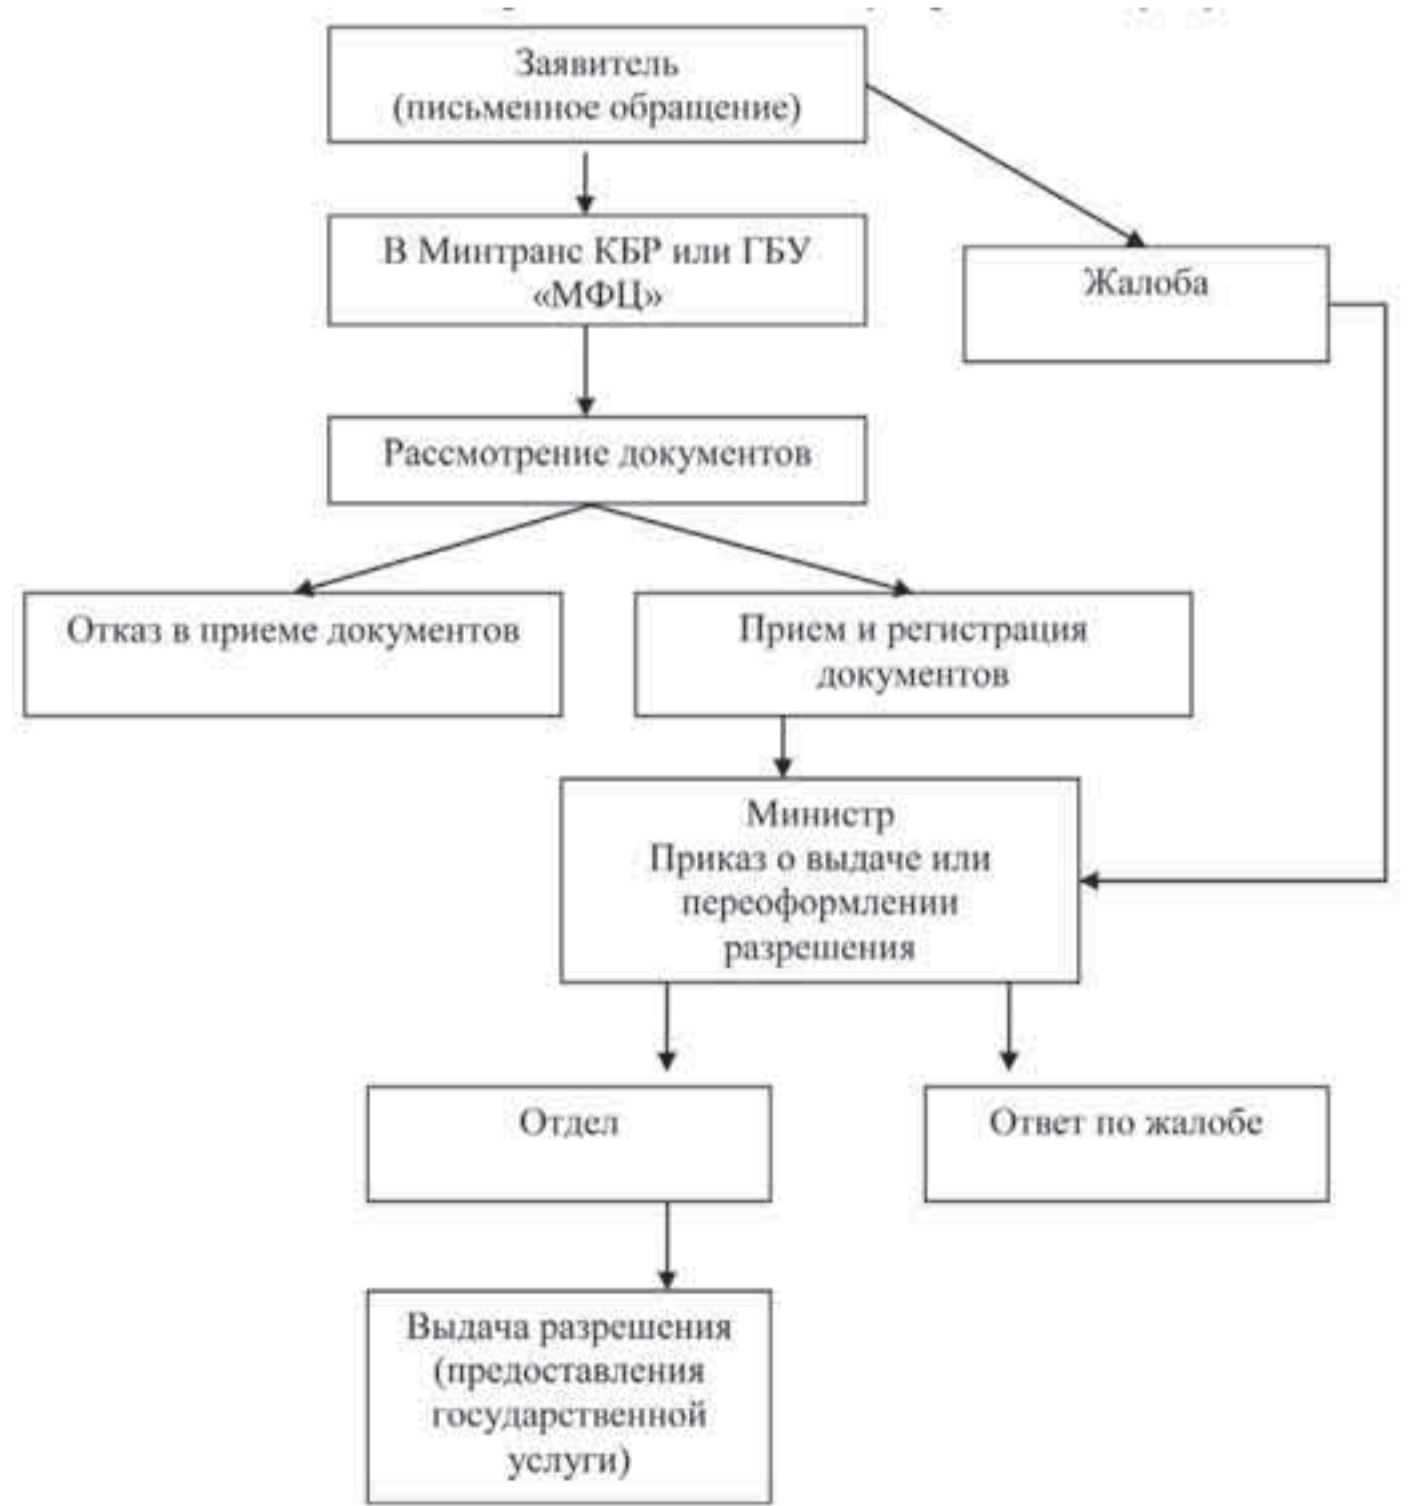 Заявитель
(письменное обращение)
В Минтранс КБР или ГБУ
«МФЦ»
Жалоба
Рассмотрение документов
Отказ в приеме документов
Прием и регистрация
документов
Министр
Приказ о выдаче или
переоформлении
разрешения
Отдел
Ответ по жалобе
Выдача разрешения
(предоставления
государственной
услуги)